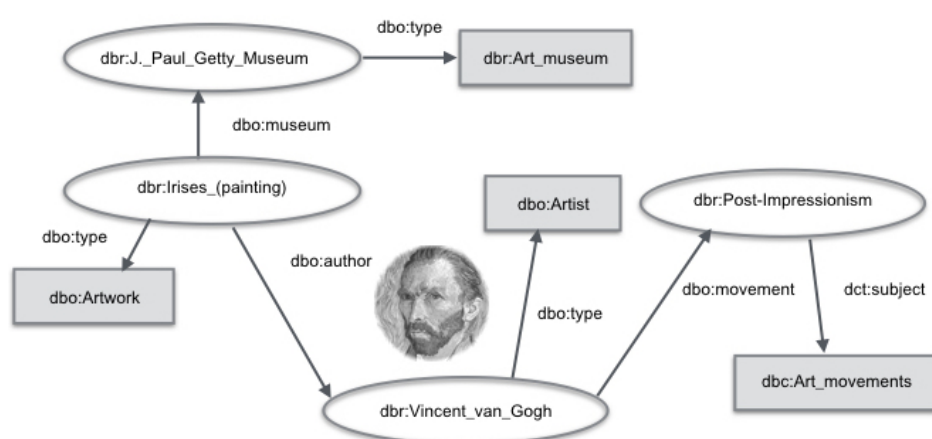 dbo:type
dbr:J._Paul_Getty_Museum
dbr:Art_museum
dbo:museum
dbr:Irises_(painting)
dbo:Artist
dbr:Post-Impressionism
dbo:type
dbo:author
dbo:movement
dct:subject
dbo:Artwork
dbo:type
dbc:Art_movements
dbr:Vincent_van_Gogh